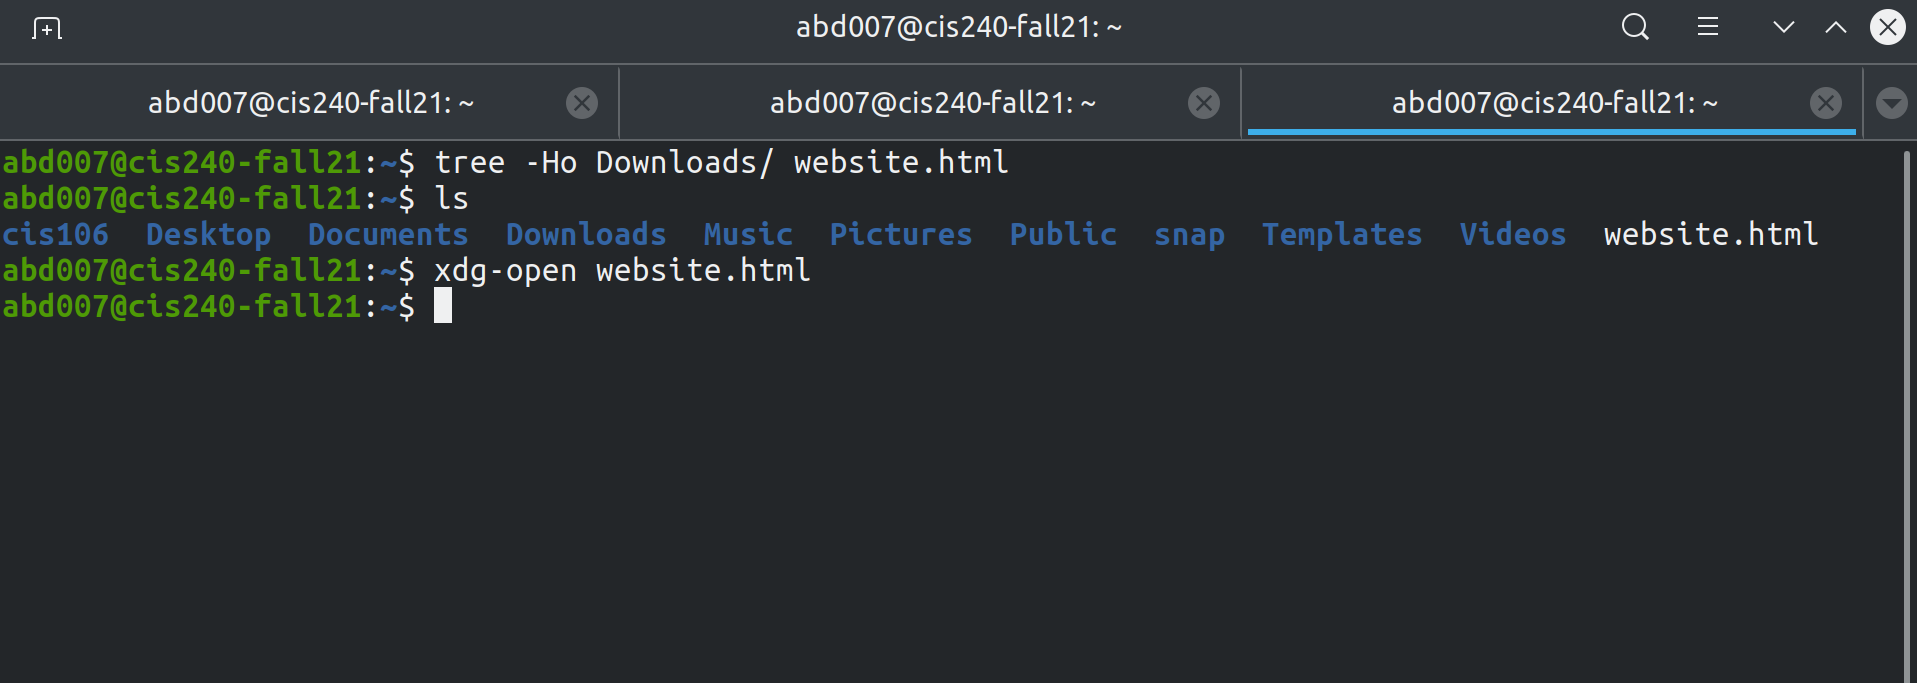 abd007@cis240-fall21: ~
abd007@cis240-fall21: ~ abd007@cis240-fall21: ~ abd007@cis240-fall21: ~
abd007@cis240-fall21:~$ tree -Ho Downloads/ website.html
abd007@cis240-fall21:~$ ls
cis106 Desktop Documents Downloads Music Pictures Public snap Templates Videos website.html
abd007@cis240-fall21:~$ xdg-open website.html
abd007@cis240-fall21:~$